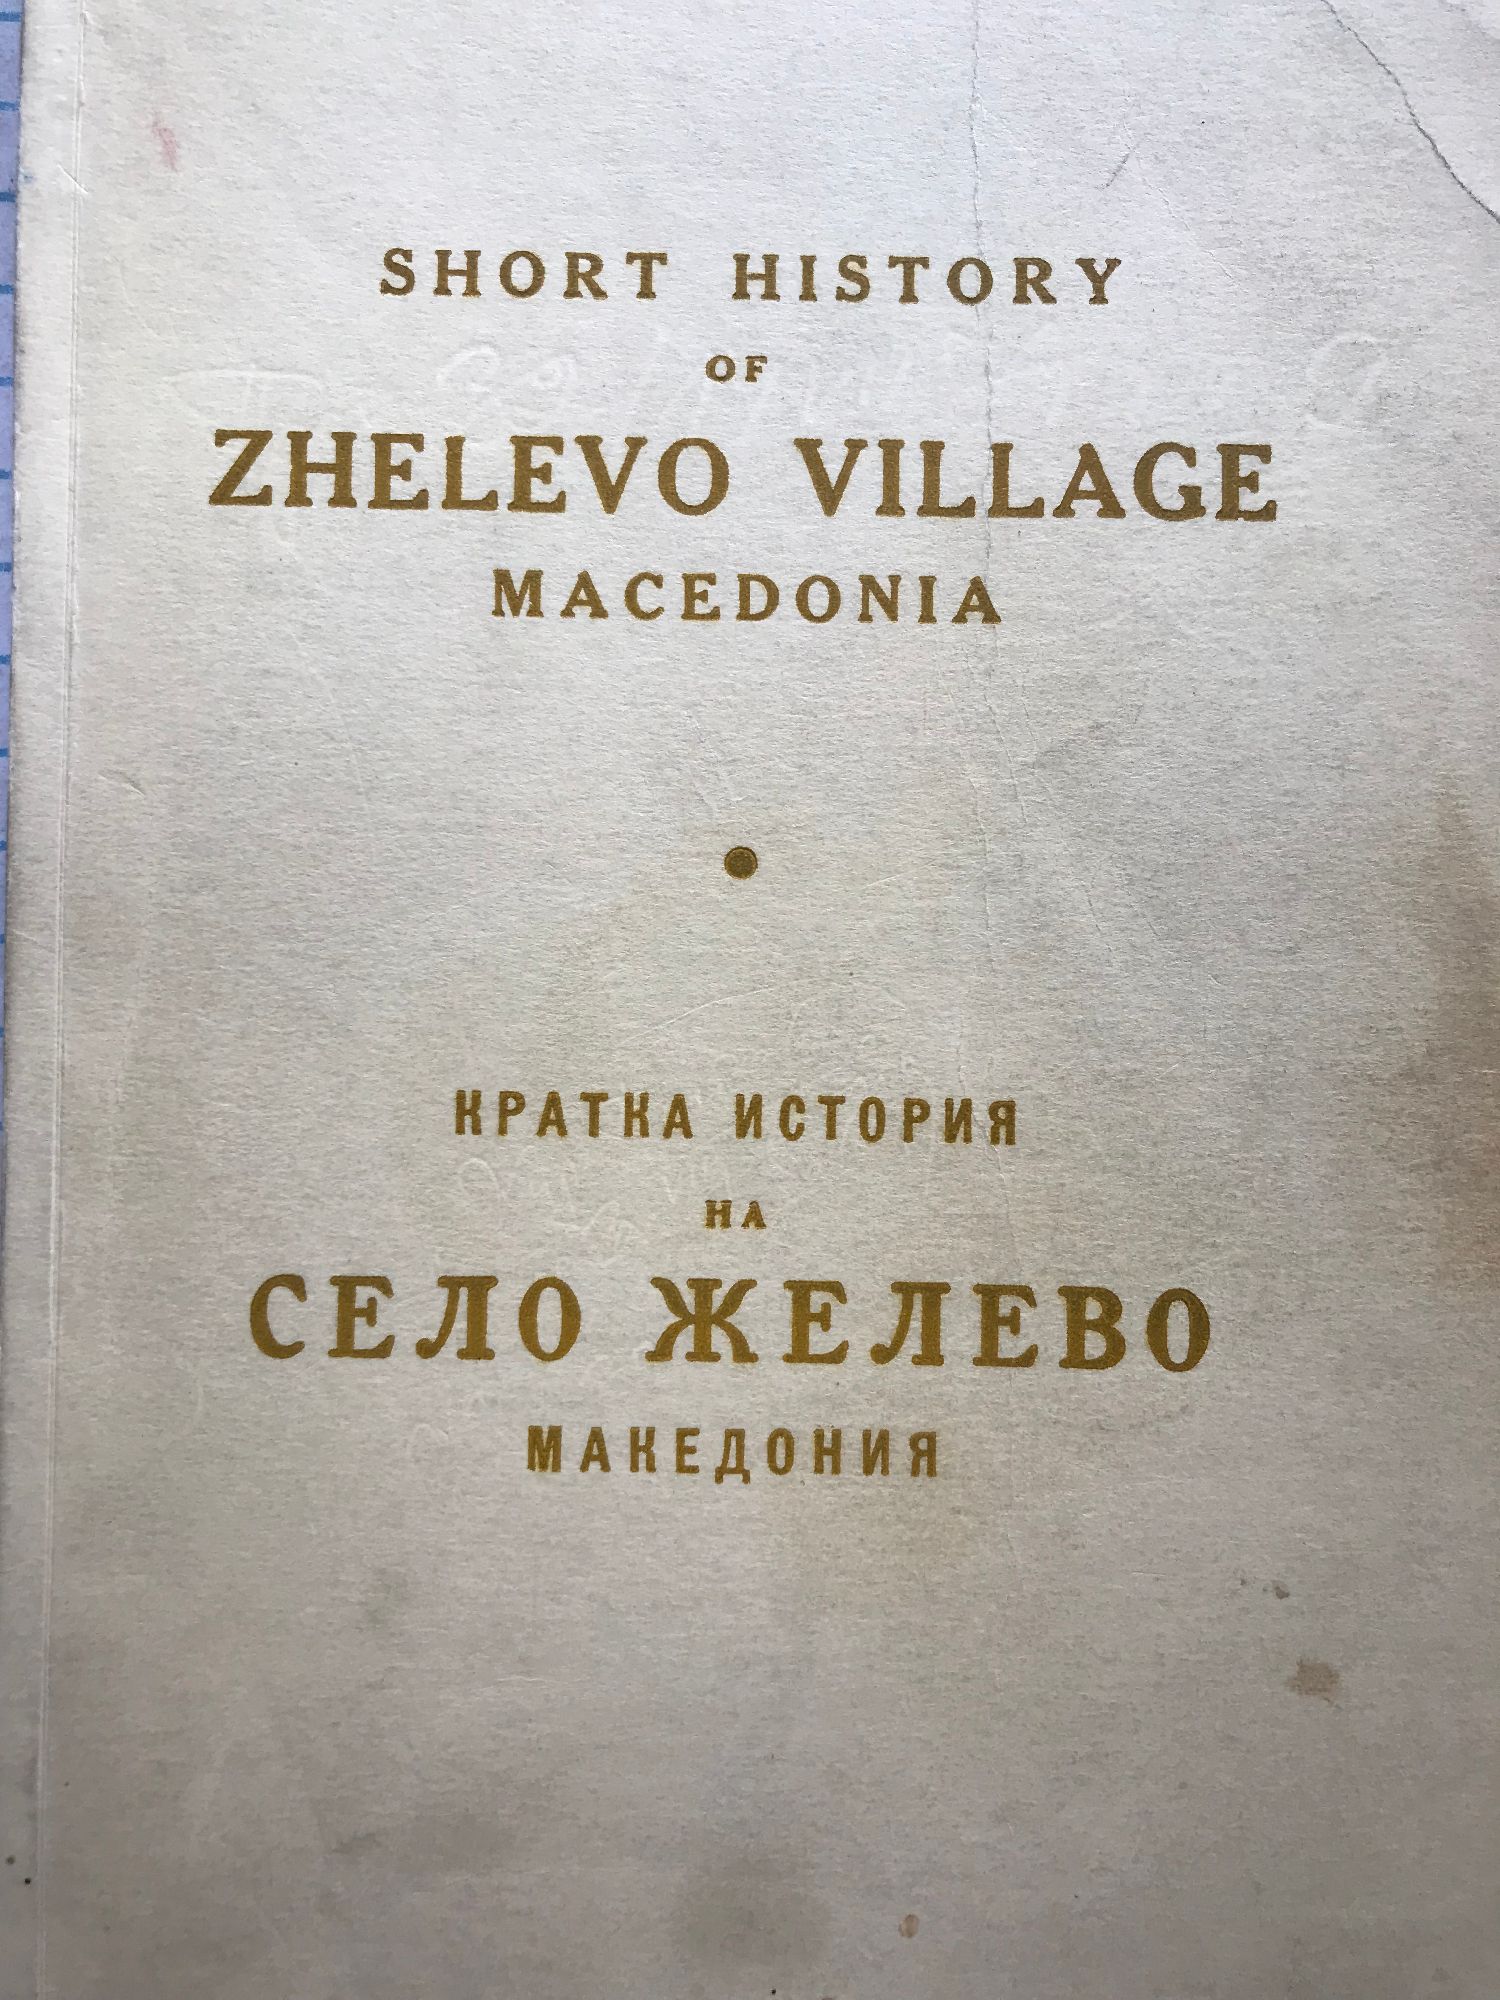 SHORT HISTORY
OF
ZHELEVO VILLAGE
MACEDONIA
КРАТКА ИСТОРИЯ
НА
СЕЛО ЖЕЛЕВО
МАКЕДОНИЯ